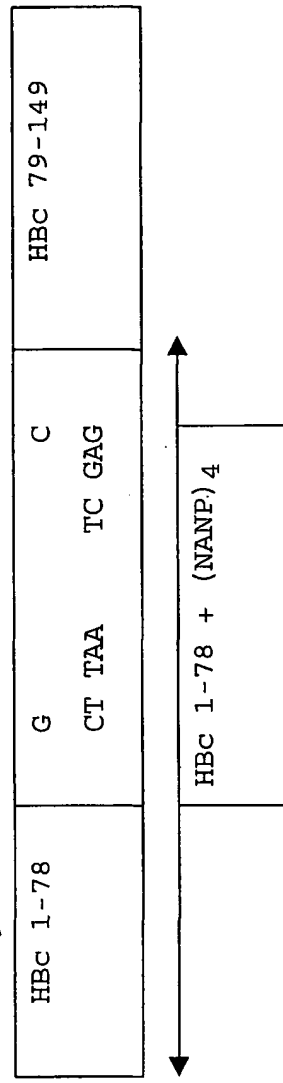 HBc 1-78
G C
CT TAA TC GAG
HBc 79-149
HBc 1-78 + (NANP)4